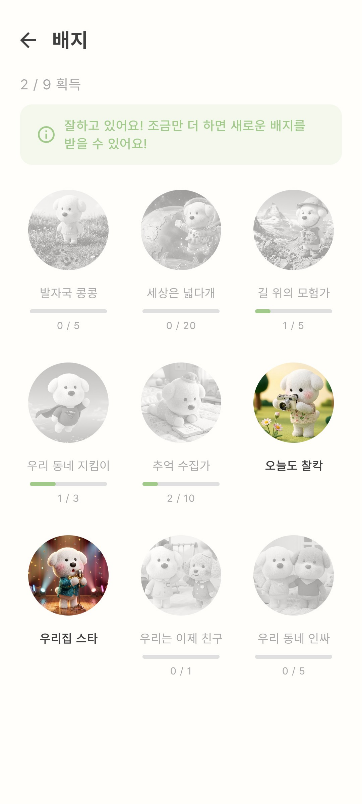 배지
2 / 9 획득
잘하고 있어요! 조금만 더 하면 새로운 배지를
받을 수 있어요!
발자국 콩콩
세상은 넓다개
길 위의 모험가
0 / 5
0 / 20
1 / 5
우리 동네 지킴이
추억 수집가
오늘도 찰칵
1 / 3
2 / 10
우리집 스타
우리는 이제 친구
우리 동네 인싸
0 / 1
0 / 5